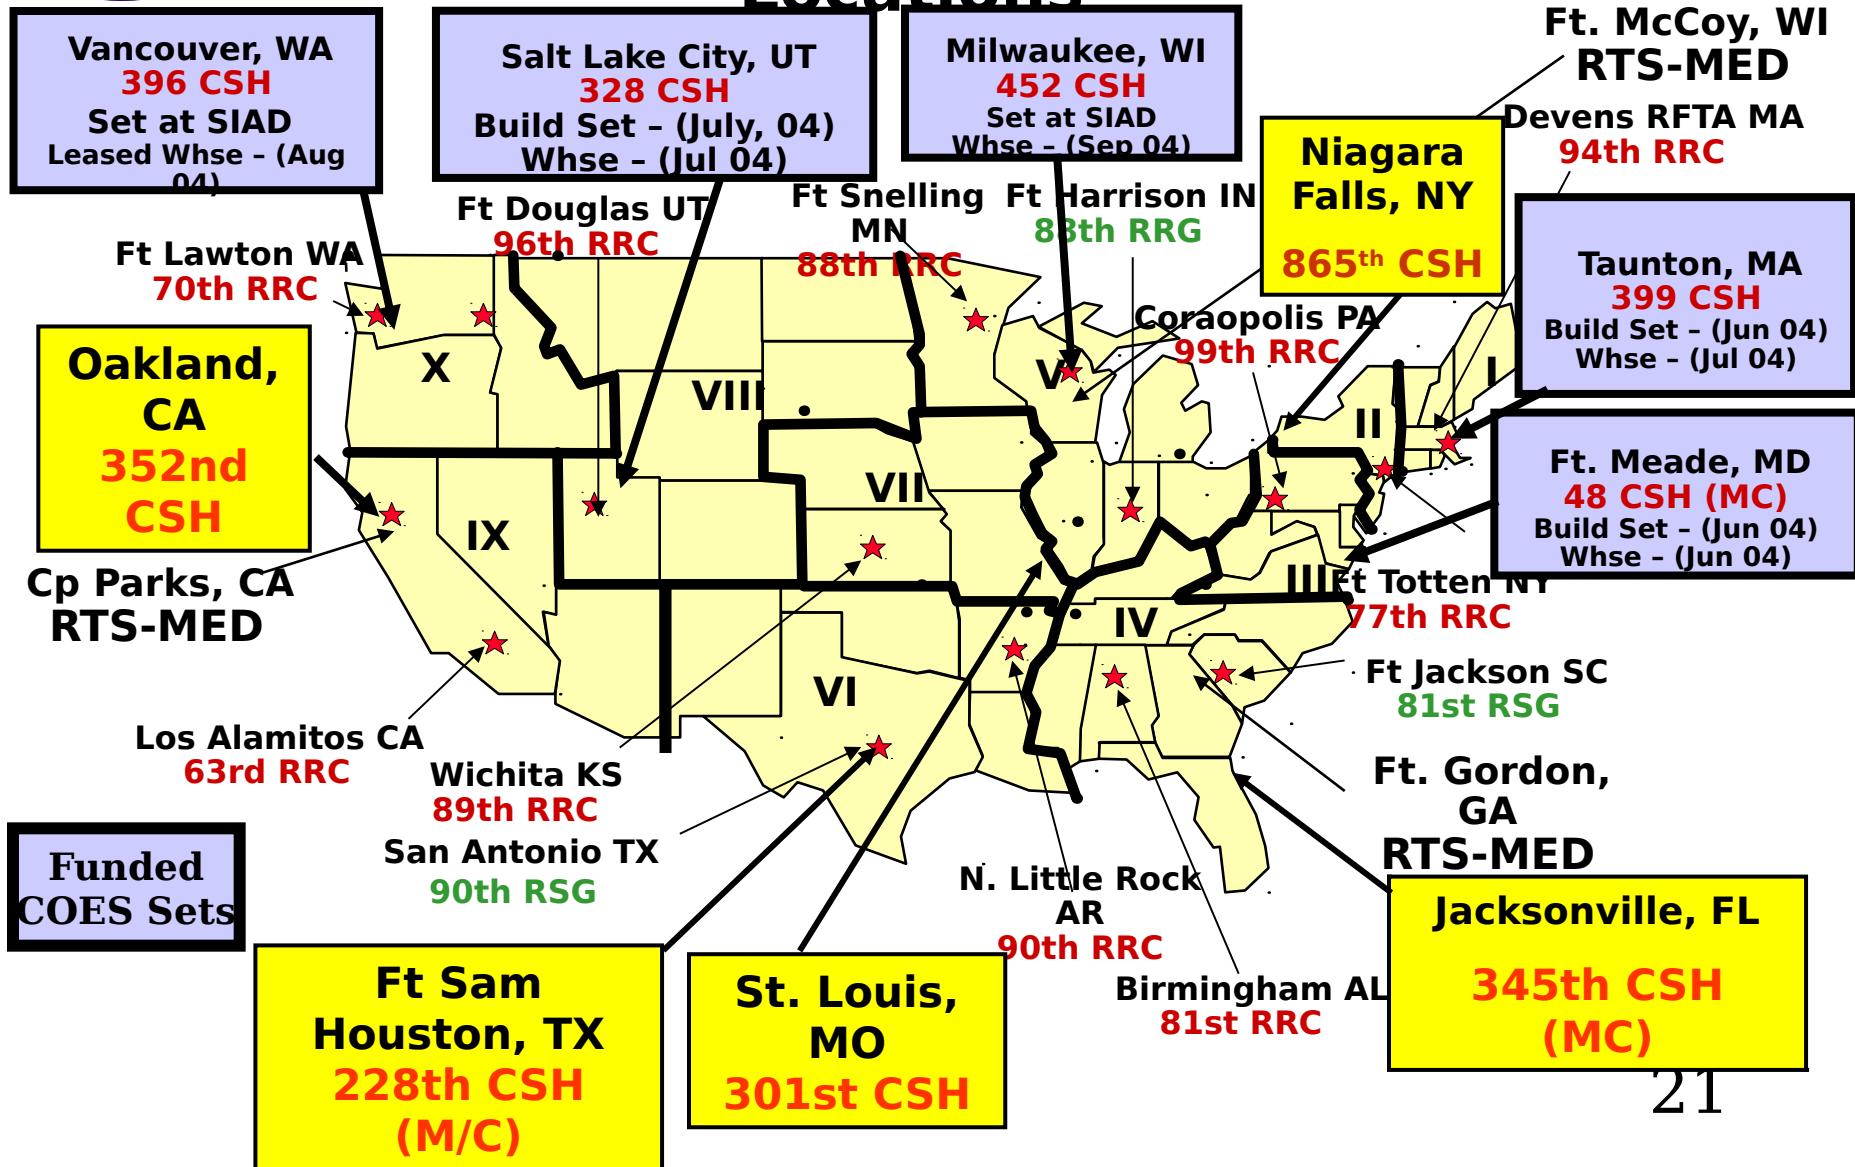 Locations
Vancouver, WA
396 CSH
Set at SIAD
Leased Whse – (Aug
04)
Salt Lake City, UT
328 CSH
Build Set – (July, 04)
Whse – (Jul 04)
Milwaukee, WI
452 CSH
Set at SIAD
Whse – (Sep 04)
Ft. McCoy, WI
RTS-MED
Devens RFTA MA
94th RRC
Niagara
Falls, NY
865th CSH
Taunton, MA
399 CSH
Build Set – (Jun 04)
Whse – (Jul 04)
Ft Douglas UT
96th RRC
Ft Snelling
MN
88th RRC
Ft Harrison IN
88th RRG
Ft Lawton WA
70th RRC
Coraopolis PA
99th RRC
Oakland,
CA
352nd
CSH
X
VIII
V
I
II
VII
IX
III
IV
VI
Ft. Meade, MD
48 CSH (MC)
Build Set – (Jun 04)
Whse – (Jun 04)
Cp Parks, CA
RTS-MED
Ft Totten NY
77th RRC
Ft Jackson SC
81st RSG
Los Alamitos CA
63rd RRC
Wichita KS
89th RRC
San Antonio TX
90th RSG
Ft. Gordon,
GA
RTS-MED
Funded
COES Sets
N. Little Rock
AR
90th RRC
Birmingham AL
81st RRC
Jacksonville, FL
345th CSH
(MC)
Ft Sam
Houston, TX
228th CSH
(M/C)
St. Louis,
MO
301st CSH
21